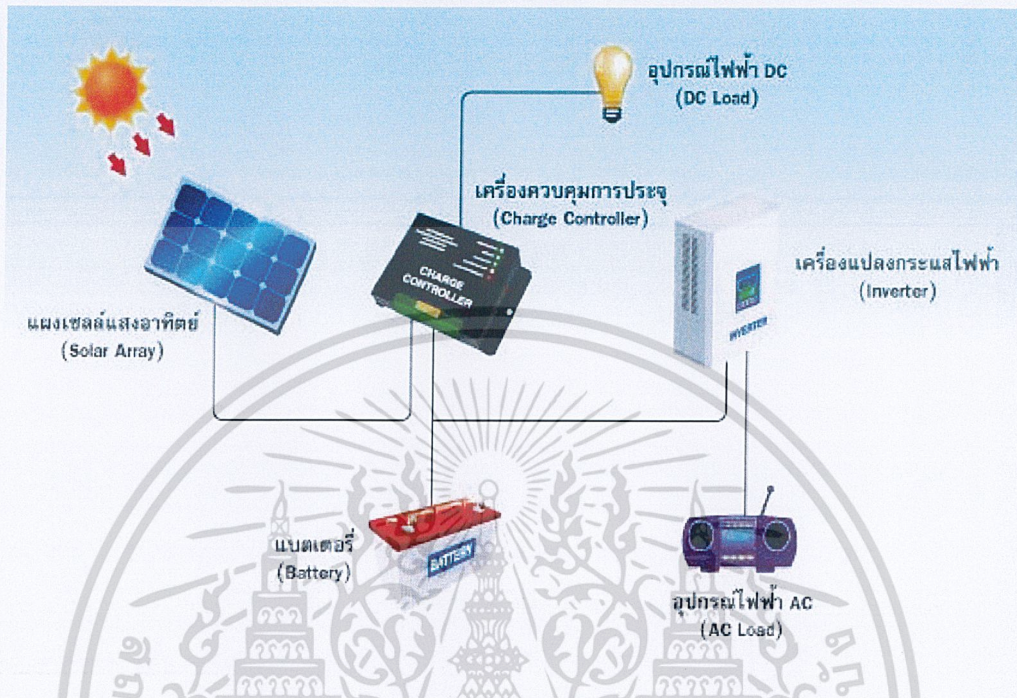 อุปกรณ์ไฟฟ้า DC
(DC Load)
เครื่องควบคุมการประจุ
(Charge Controller)
CHARGE
CONTROLLER
เครื่องแปลงกระแสไฟฟ้า
(Inverter)
INVERTER
แผงเซลล์แสงอาทิตย์
(Solar Array)
แบตเตอรี่
(Battery)
BATTERY
อุปกรณ์ไฟฟ้า AC
(AC Load)